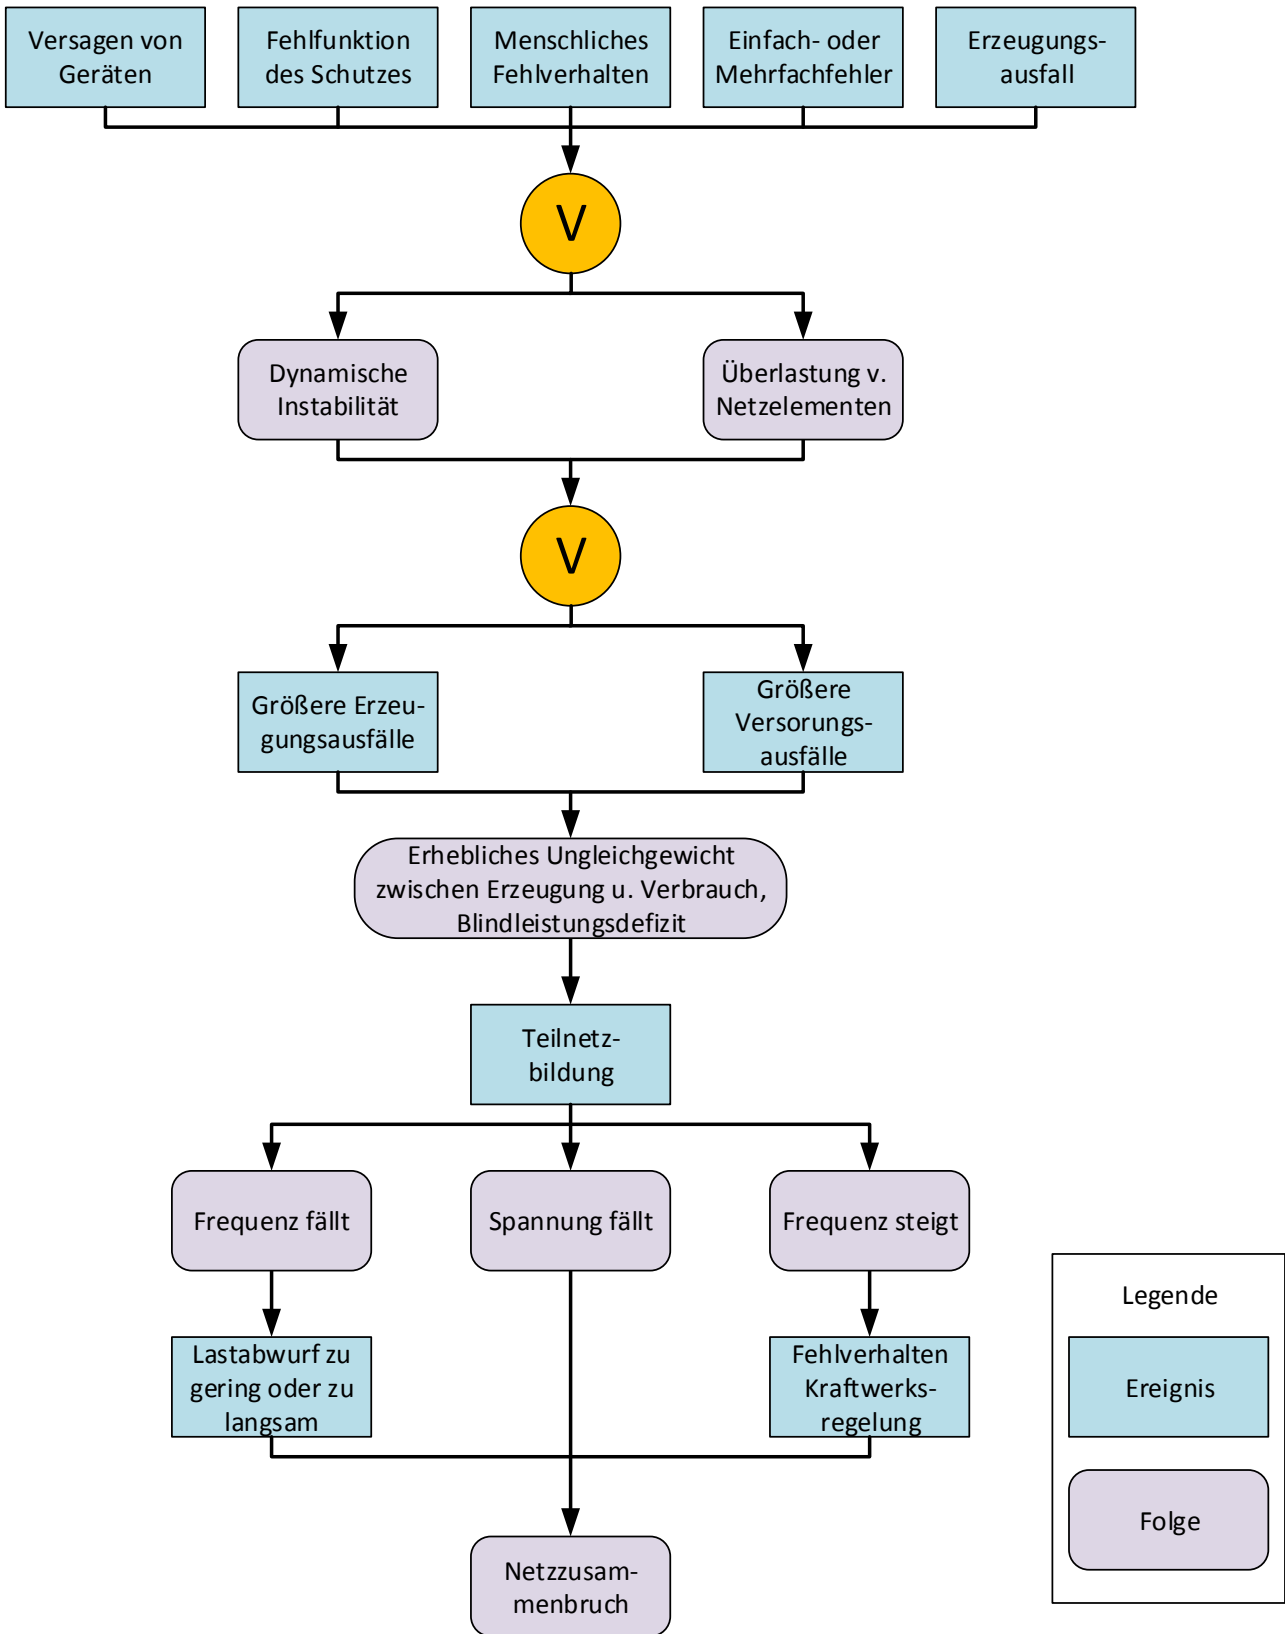 Versagen von
Geräten
Fehlfunktion
des Schutzes
Menschliches
Fehlverhalten
Einfach- oder
Mehrfachfehler
Erzeugungs-
ausfall
V
Dynamische
Instabilität
Überlastung v.
Netzelementen
V
Größere Erzeu-
gungsausfälle
Größere
Versorungs-
ausfälle
Erhebliches Ungleichgewicht
zwischen Erzeugung u. Verbrauch,
Blindleistungsdefizit
Teilnetz-
bildung
Frequenz fällt
Spannung fällt
Frequenz steigt
Lastabwurf zu
gering oder zu
langsam
Fehlverhalten
Kraftwerks-
regelung
Netzzusam-
menbruch
Legende
Ereignis
Folge